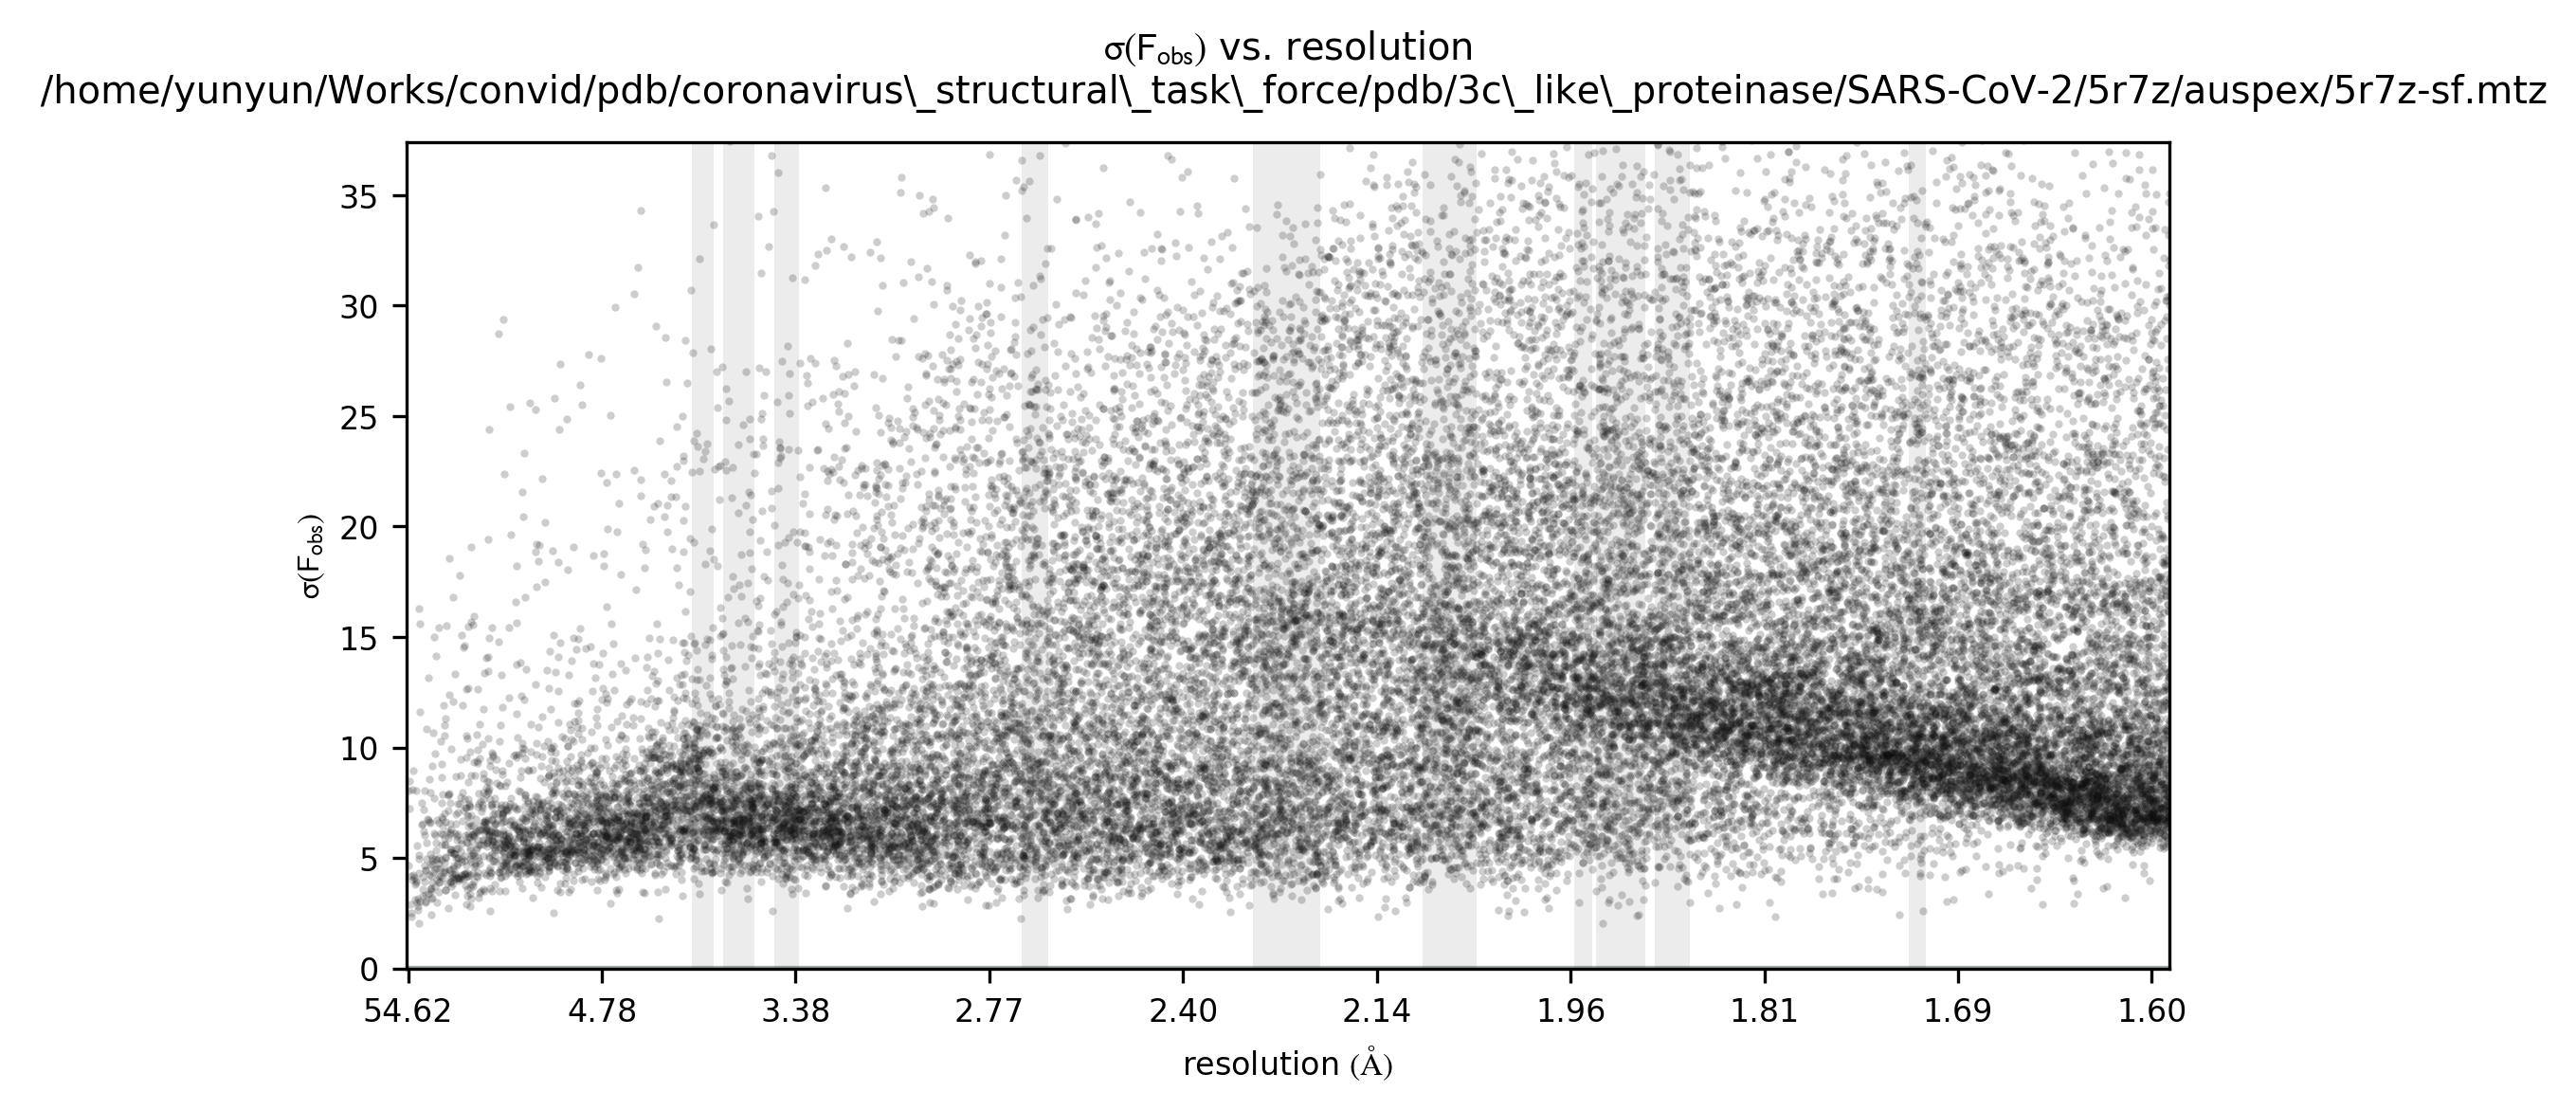 σ(Fobs) vs. resolution
/home/yunyun/Works/convid/pdb/coronavirus\_structural\_task\_force/pdb/3c\_like\_proteinase/SARS-CoV-2/5r7z/auspex/5r7z-sf.mtz
35
30
25
20
15
10
5
0
σ(Fobs)
54.62 4.78 3.38 2.77 2.40 2.14 1.96 1.81 1.69 1.60
resolution (Å)